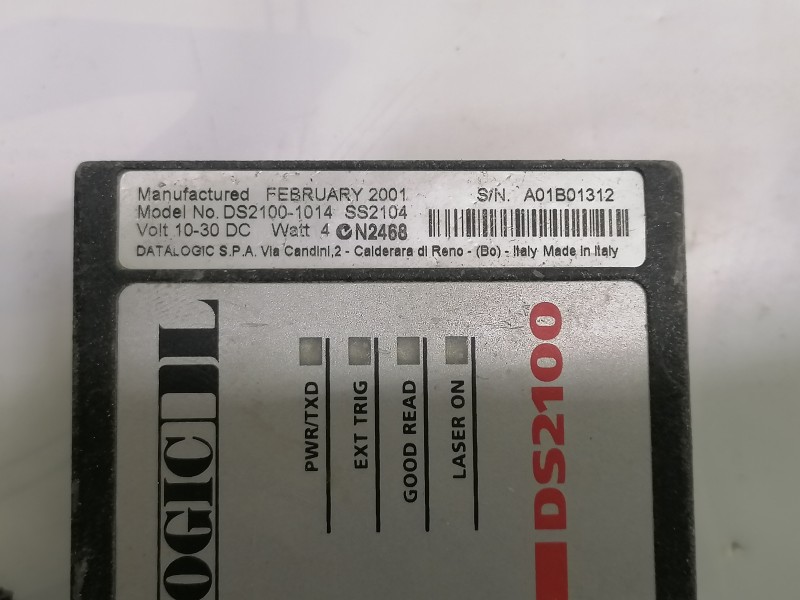 Manufactured FEBRUARY 2001 S/N. A01B01312
Model No. DS2100-1014 SS2104
Volt 10-30 DC Watt 4 N2468
DATALOGIC S.P.A. Via Candini,2 - Calderara di Reno - (Bo) - Italy Made in Italy
OGIC
PWR/TXD
EXT TRIG
GOOD READ
LASER ON
DS2100